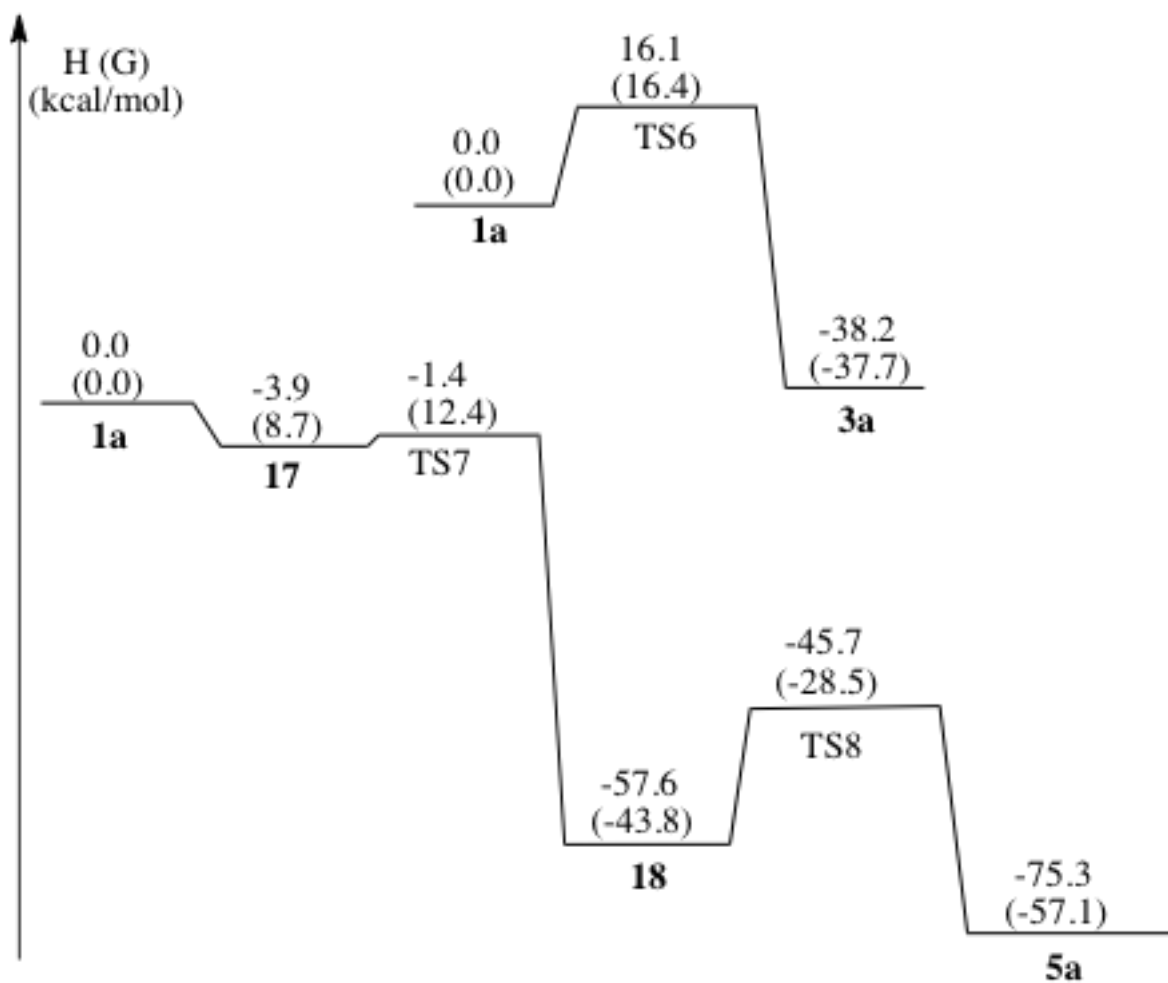 H (G)
(kcal/mol)
16.1
(16.4)
TS6
0.0
(0.0)
1a
-38.2
(-37.7)
3a
0.0
(0.0)
1a
-3.9
(8.7)
17
-1.4
(12.4)
TS7
-45.7
(-28.5)
TS8
-57.6
(-43.8)
18
-75.3
(-57.1)
5a